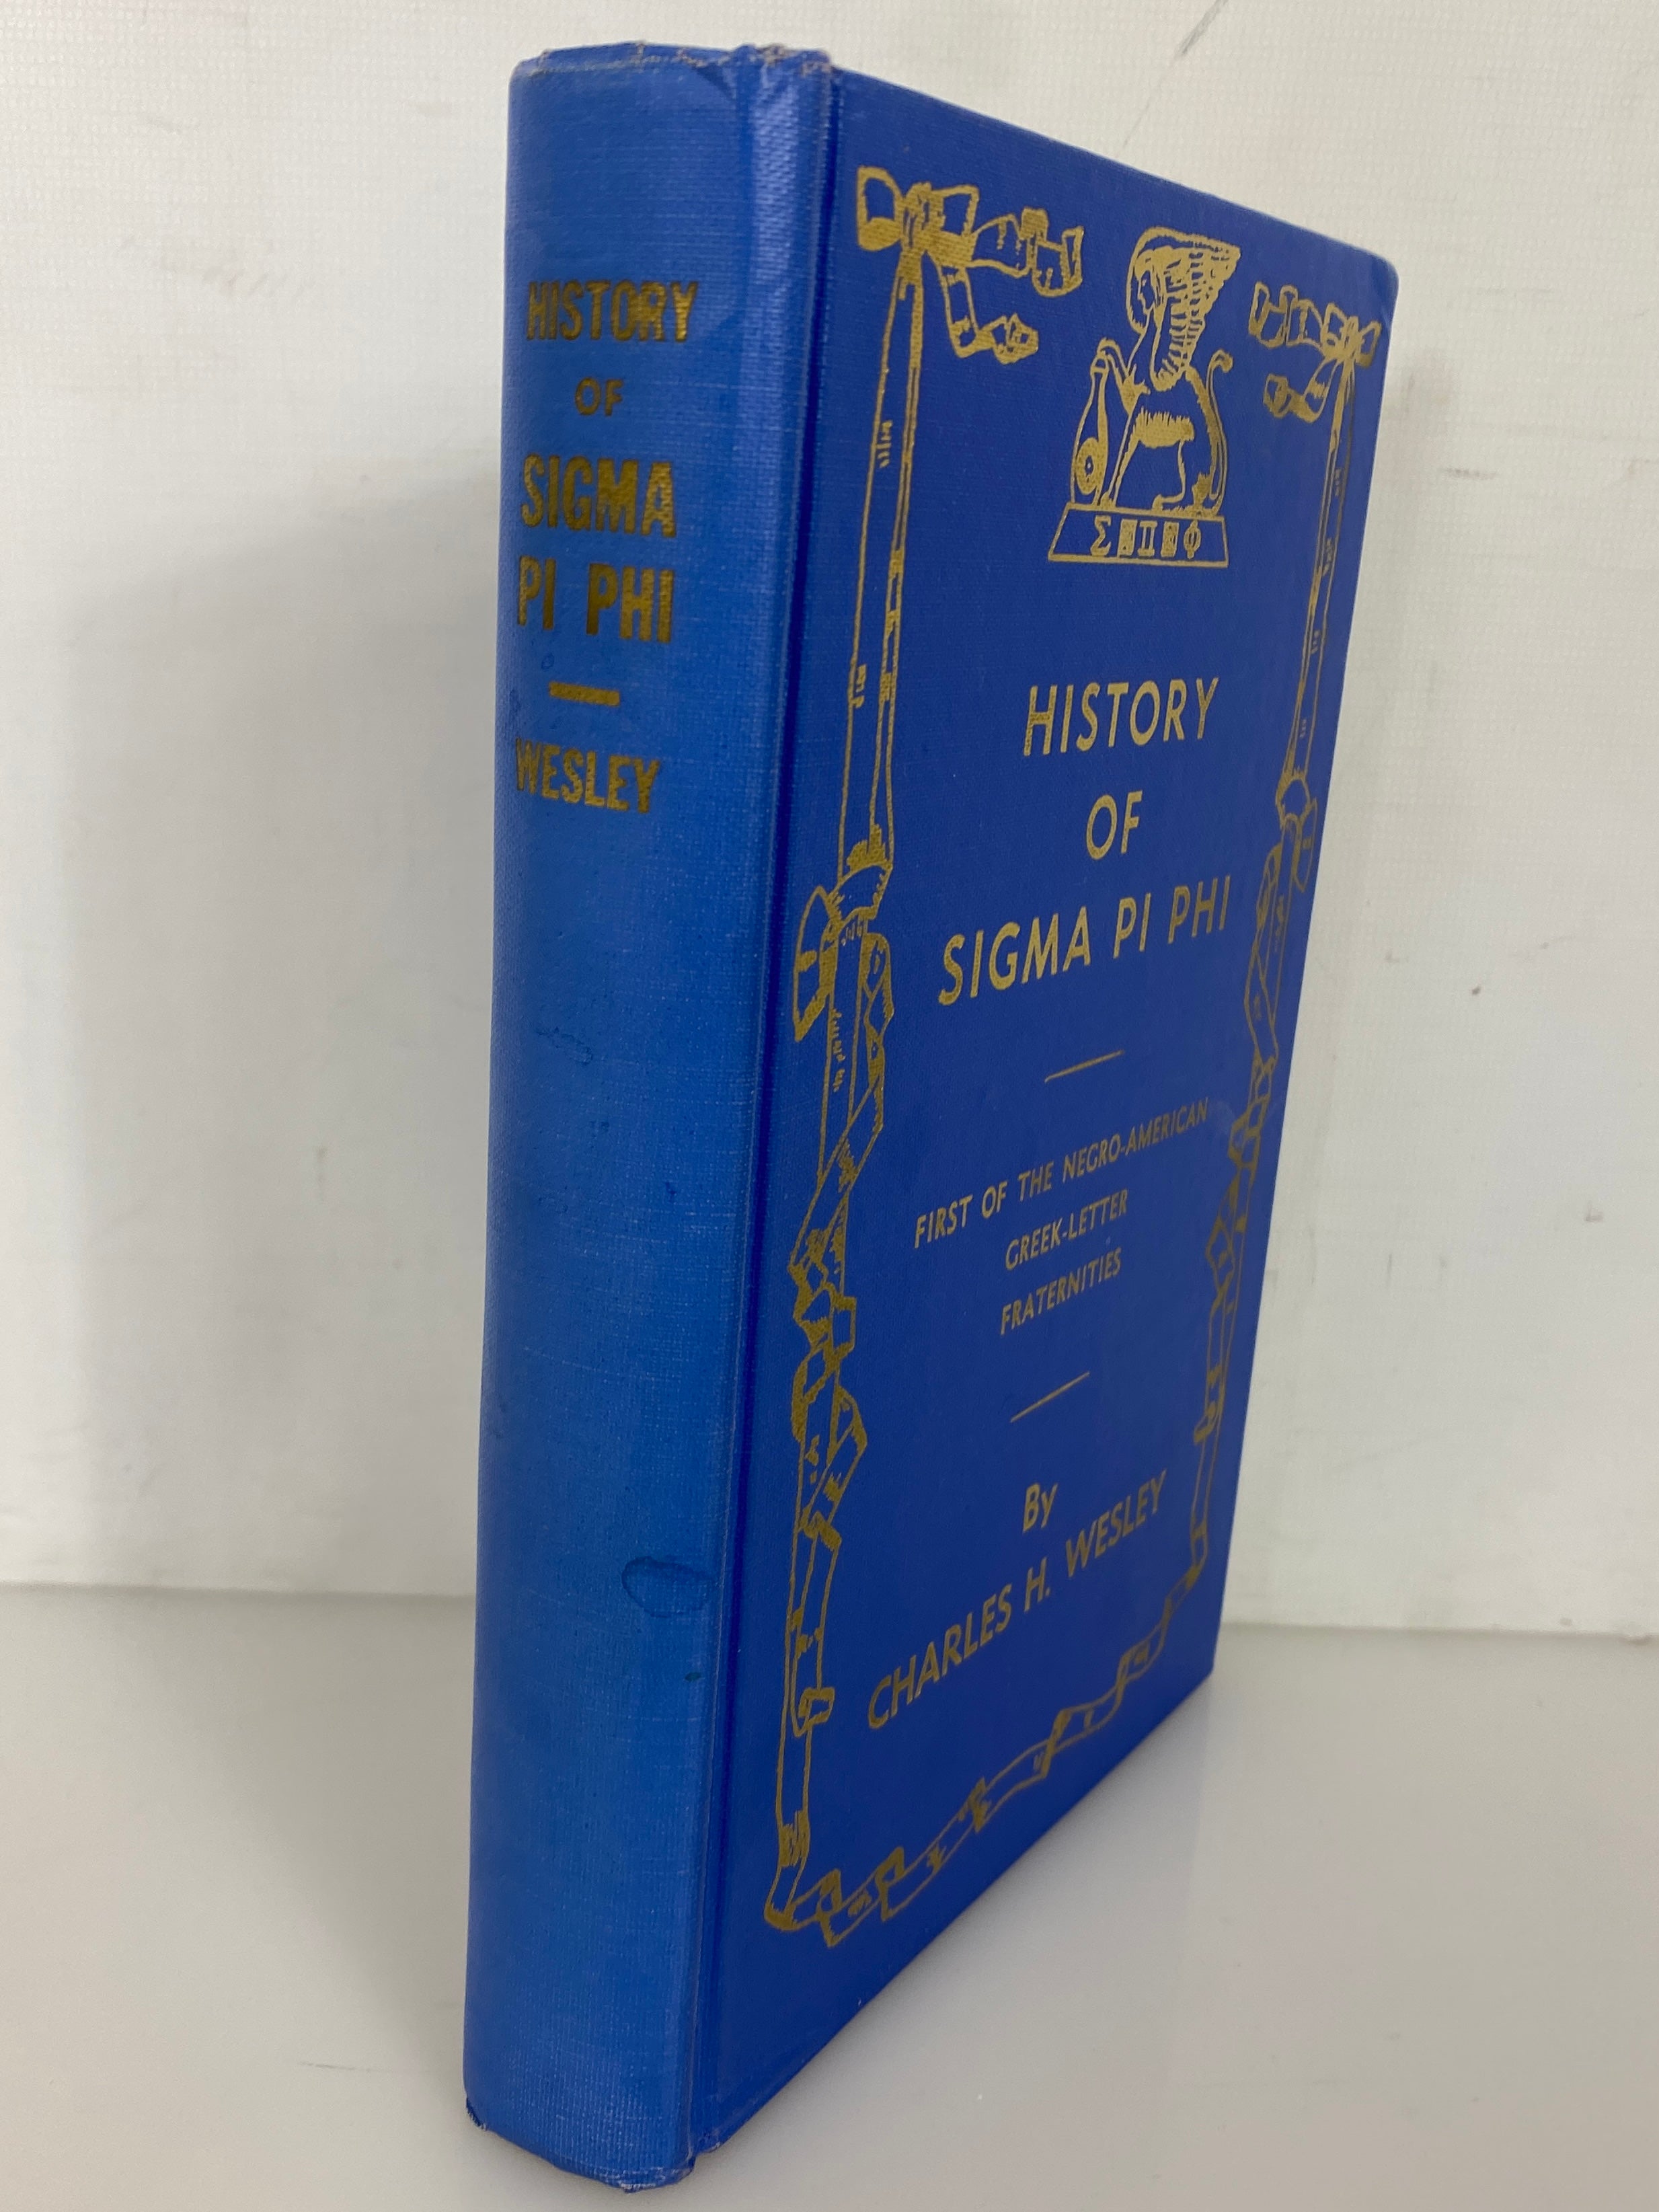 HISTORY
OF
SIGMA
PI PHI
WESLEY
Σ Π Φ
HISTORY
OF
SIGMA PI PHI
FIRST OF THE NEGRO-AMERICAN
GREEK-LETTER
FRATERNITIES
By
CHARLES H. WESLEY